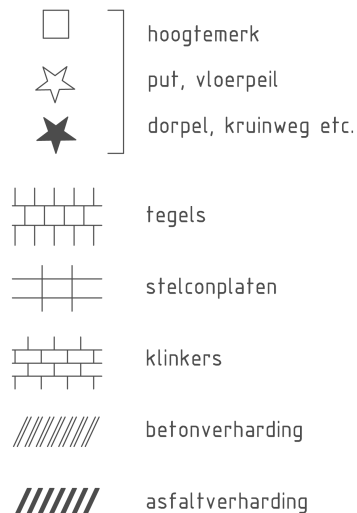 hoogtemerk
put, vloerpeil
dorpel, kruinweg etc.
tegels
stelconplaten
klinkers
betonverharding
asfaltverharding